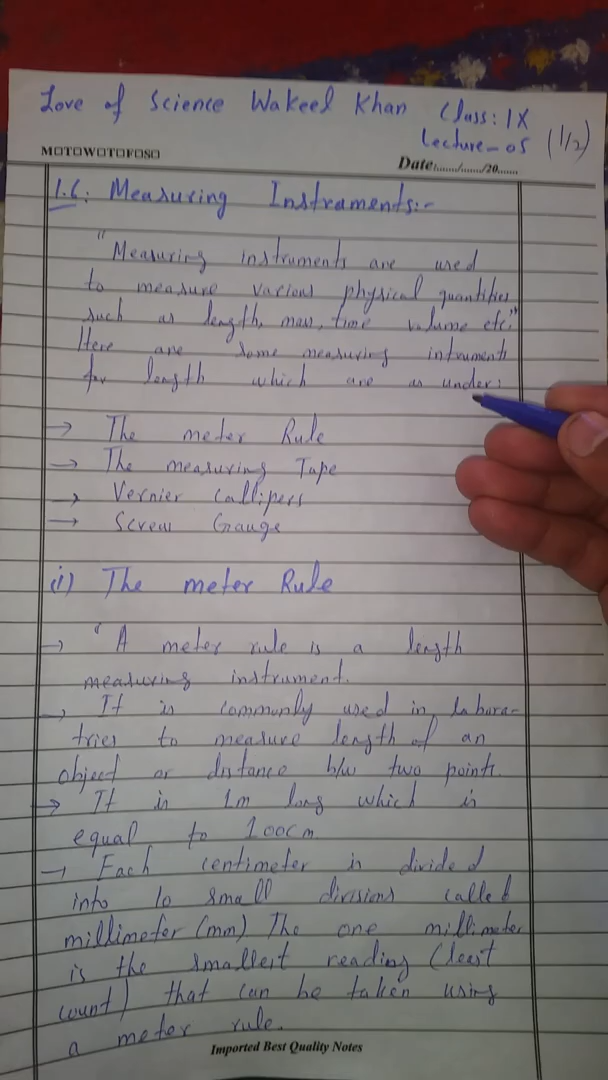 Love of Science Wakeel Khan Class: IX
Lecture-05 (1/2)
M□T□W□T□F□S□
Date:....../....../20.......
1.6: Measuring Instraments:-
"Measuring instruments are used
to measure various physical quantities
such as length, mass, time volume etc."
Here are some measuring intruments
for length which are as under:
→ The meter Rule
→ The measuring Tape
→ Vernier Callipers
→ Screw Gauge
(i) The meter Rule
→ " A meter rule is a length
measuring instrument.
→ It is commonly used in labora-
tries to measure length of an
object or distance b/w two points.
→ It is 1m long which is
equal to 100cm.
→ Each centimeter is divided
into 10 small divisions called
millimeter (mm) The one millimeter
is the smallest reading (least
count) that can be taken using
a meter rule.
Imported Best Quality Notes